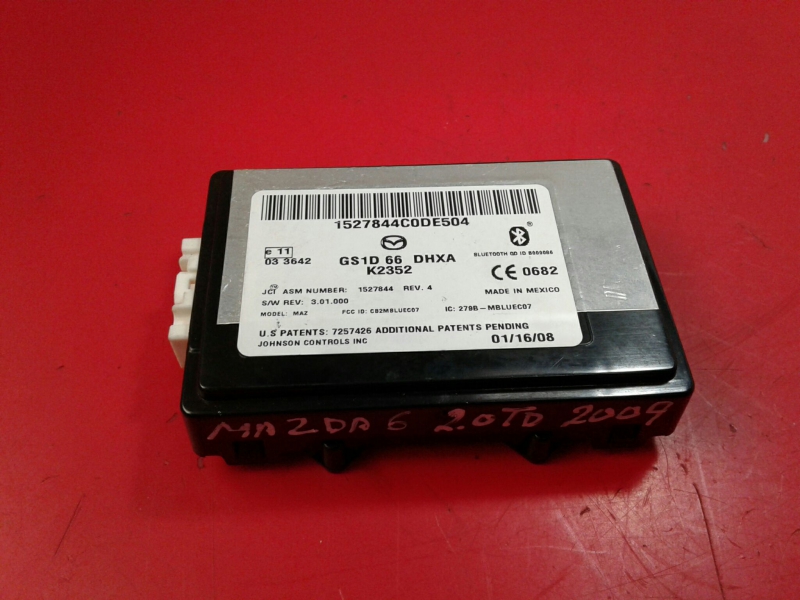 1527844C0DE504
e 11
03 3642
GS1D 66 DHXA
K2352
BLUETOOTH QD ID
CE 0682
JCI ASM NUMBER: 1527844 REV. 4
MADE IN MEXICO
S/W REV: 3.01.000
MODEL: MAZ FCC ID: CB2MBLUEC07 IC: 279B-MBLUEC07
U.S PATENTS: 7257426 ADDITIONAL PATENTS PENDING
JOHNSON CONTROLS INC
01/16/08
MAZDA 6 2.0TD 2009